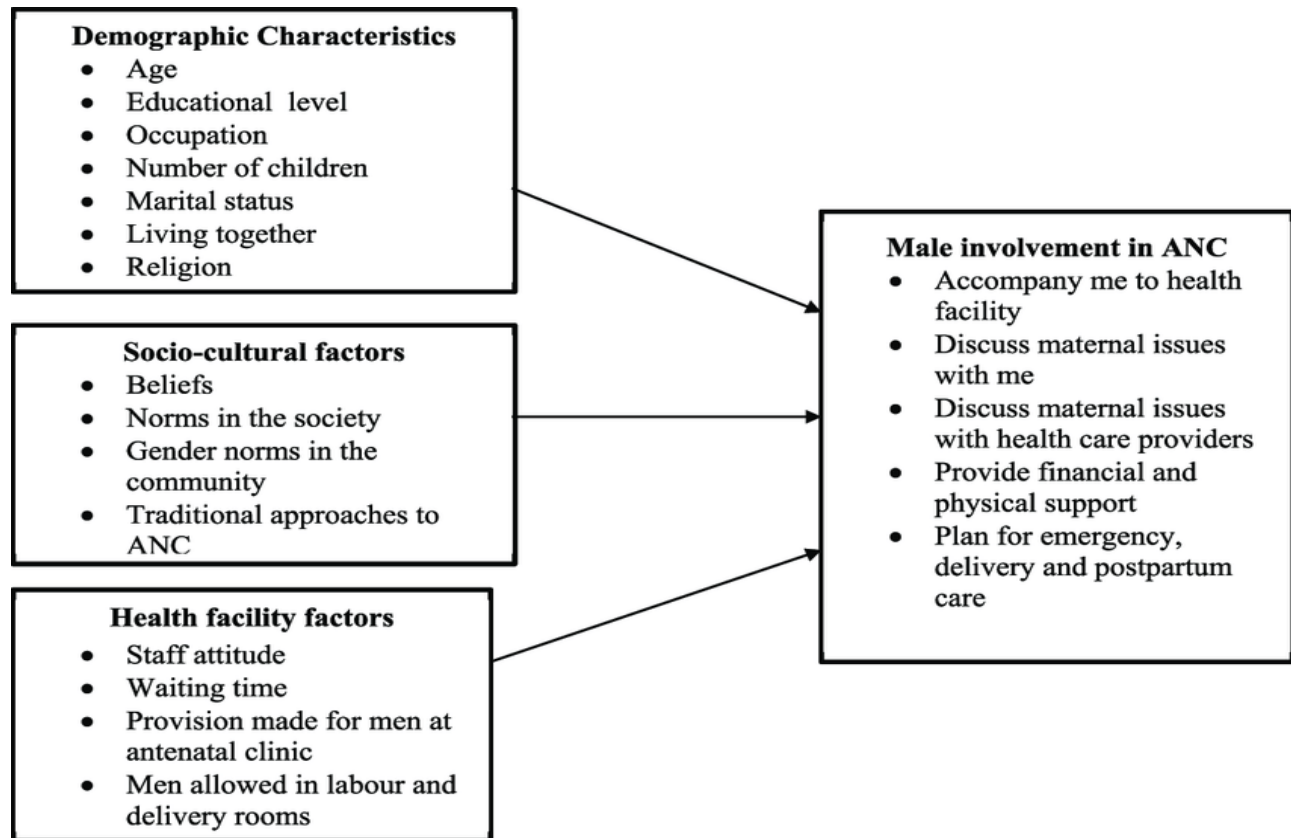 Demographic Characteristics
• Age
• Educational level
• Occupation
• Number of children
• Marital status
• Living together
• Religion
Socio-cultural factors
• Beliefs
• Norms in the society
• Gender norms in the
community
• Traditional approaches to
ANC
Health facility factors
• Staff attitude
• Waiting time
• Provision made for men at
antenatal clinic
• Men allowed in labour and
delivery rooms
Male involvement in ANC
• Accompany me to health
facility
• Discuss maternal issues
with me
• Discuss maternal issues
with health care providers
• Provide financial and
physical support
• Plan for emergency,
delivery and postpartum
care